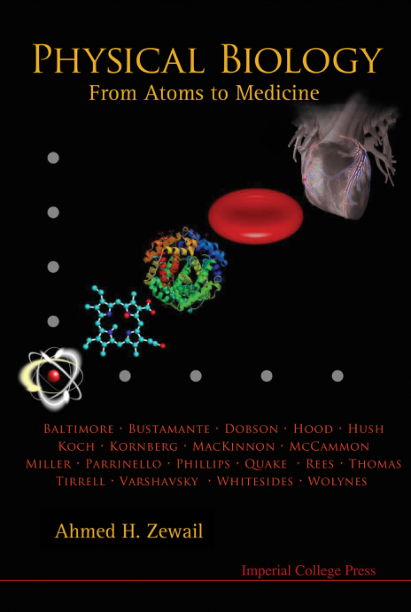 PHYSICAL BIOLOGY
From Atoms to Medicine
BALTIMORE · BUSTAMANTE · DOBSON · HOOD · HUSH
KOCH · KORNBERG · MACKINNON · MCCAMMON
MILLER · PARRINELLO · PHILLIPS · QUAKE · REES · THOMAS
TIRRELL · VARSHAVSKY · WHITESIDES · WOLYNES
Ahmed H. Zewail
Imperial College Press